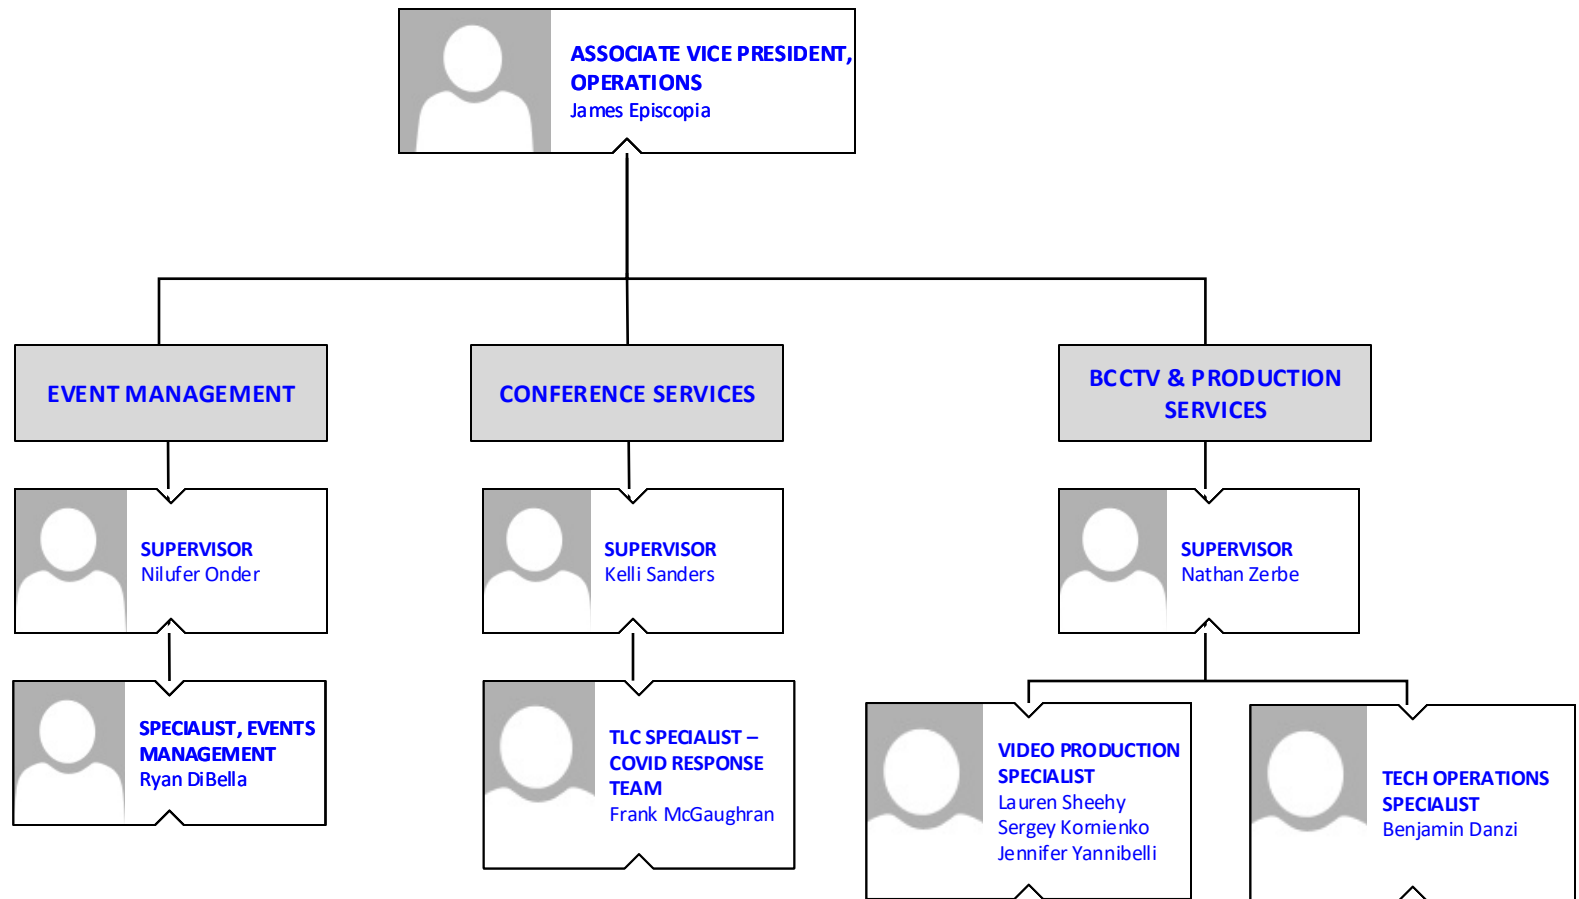 ASSOCIATE VICE PRESIDENT,
OPERATIONS
James Episcopia
EVENT MANAGEMENT
CONFERENCE SERVICES
BCCTV & PRODUCTION
SERVICES
SUPERVISOR
Nilufer Onder
SUPERVISOR
Kelli Sanders
SUPERVISOR
Nathan Zerbe
SPECIALIST, EVENTS
MANAGEMENT
Ryan DiBella
TLC SPECIALIST –
COVID RESPONSE
TEAM
Frank McGaughran
VIDEO PRODUCTION
SPECIALIST
Lauren Sheehy
Sergey Kornienko
Jennifer Yannibelli
TECH OPERATIONS
SPECIALIST
Benjamin Danzi